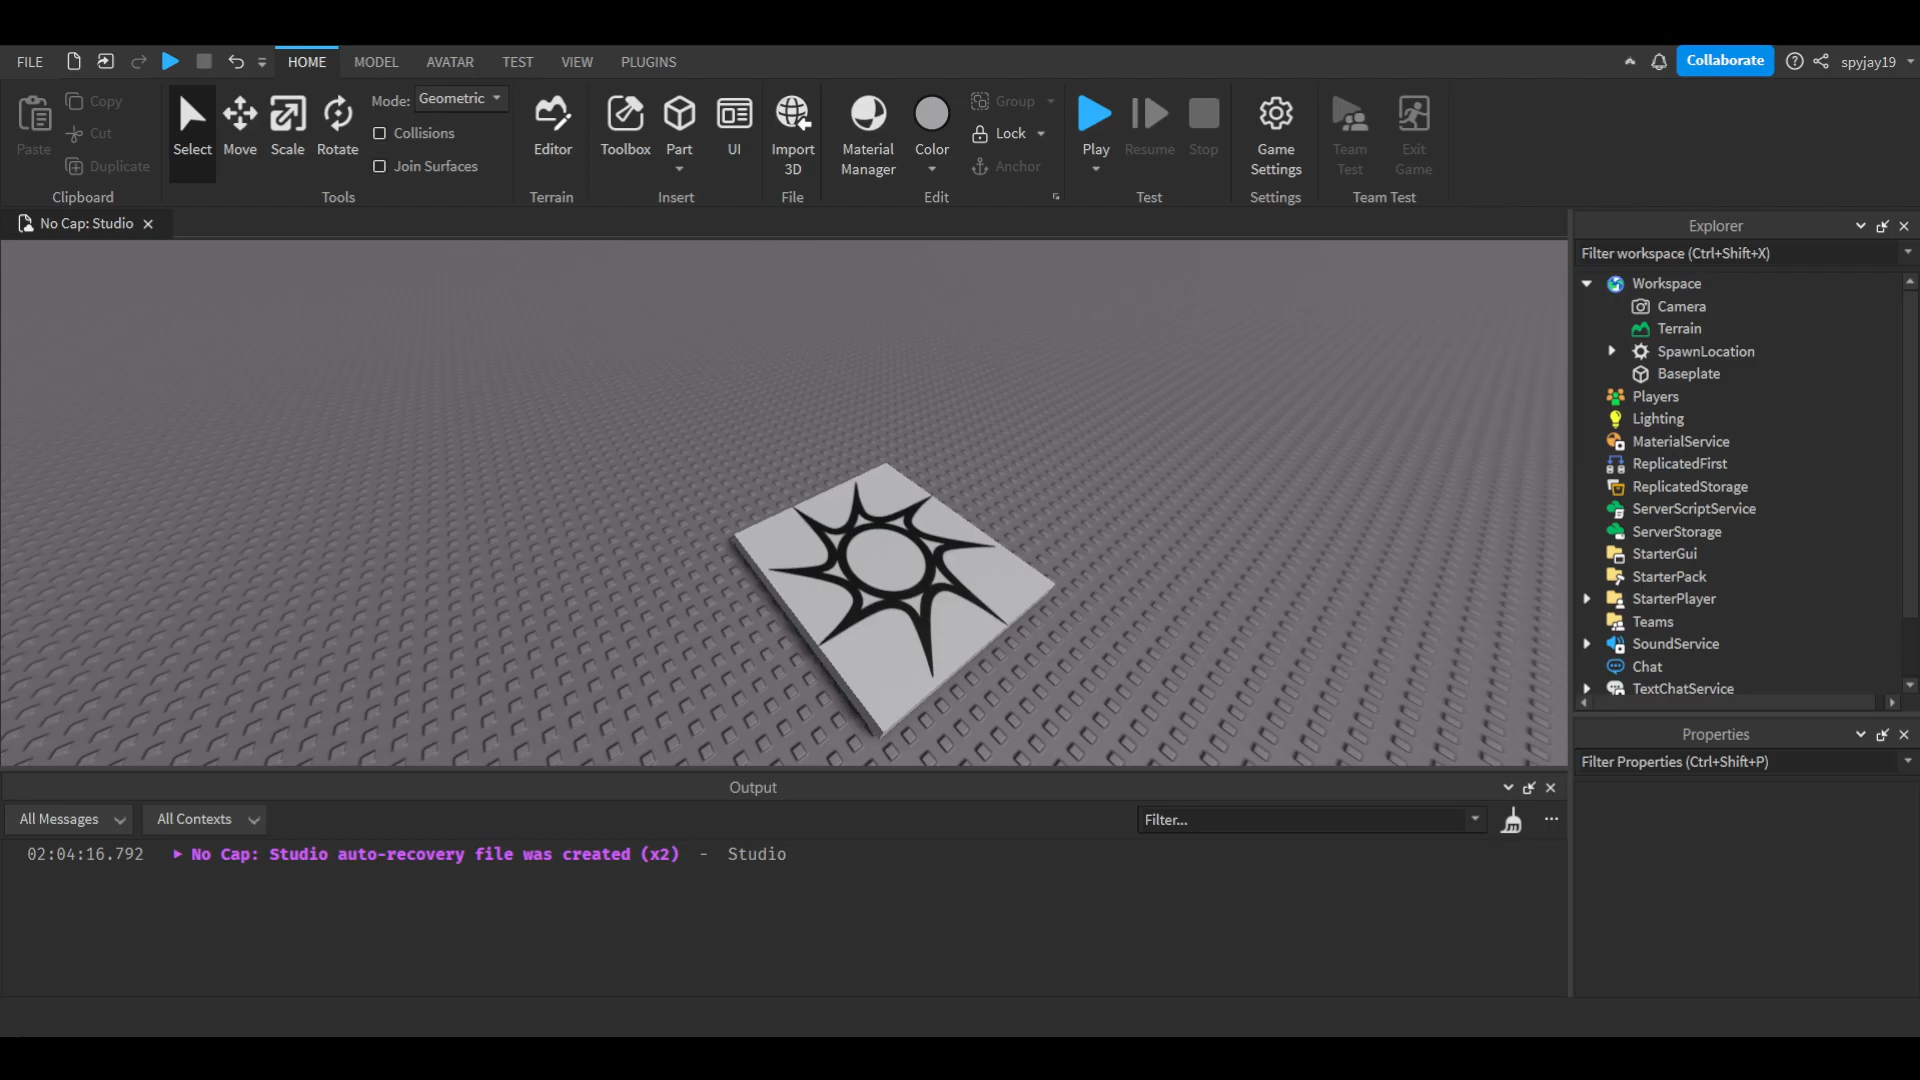 FILE HOME MODEL AVATAR TEST VIEW PLUGINS Collaborate spyjay19
Paste Copy Cut Duplicate
Clipboard
Select Move Scale Rotate
Mode: Geometric
Collisions
Join Surfaces
Tools
Editor
Terrain
Toolbox Part UI
Insert
Import
3D
File
Material
Manager
Color
Group
Lock
Anchor
Edit
Play Resume Stop
Test
Game
Settings
Settings
Team
Test
Exit
Game
Team Test
No Cap: Studio
Explorer
Filter workspace (Ctrl+Shift+X)
Workspace
Camera
Terrain
SpawnLocation
Baseplate
Players
Lighting
MaterialService
ReplicatedFirst
ReplicatedStorage
ServerScriptService
ServerStorage
StarterGui
StarterPack
StarterPlayer
Teams
SoundService
Chat
TextChatService
Properties
Filter Properties (Ctrl+Shift+P)
Output
All Messages All Contexts Filter...
02:04:16.792 No Cap: Studio auto-recovery file was created (x2) - Studio